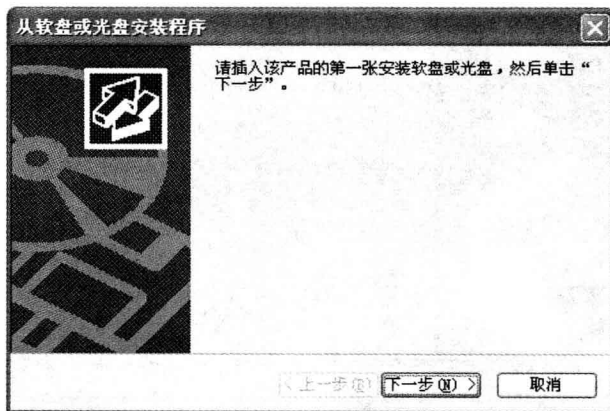 从软盘或光盘安装程序
请插入该产品的第一张安装软盘或光盘，然后单击“
下一步”。
< 上一步(B)
下一步(N) >
取消